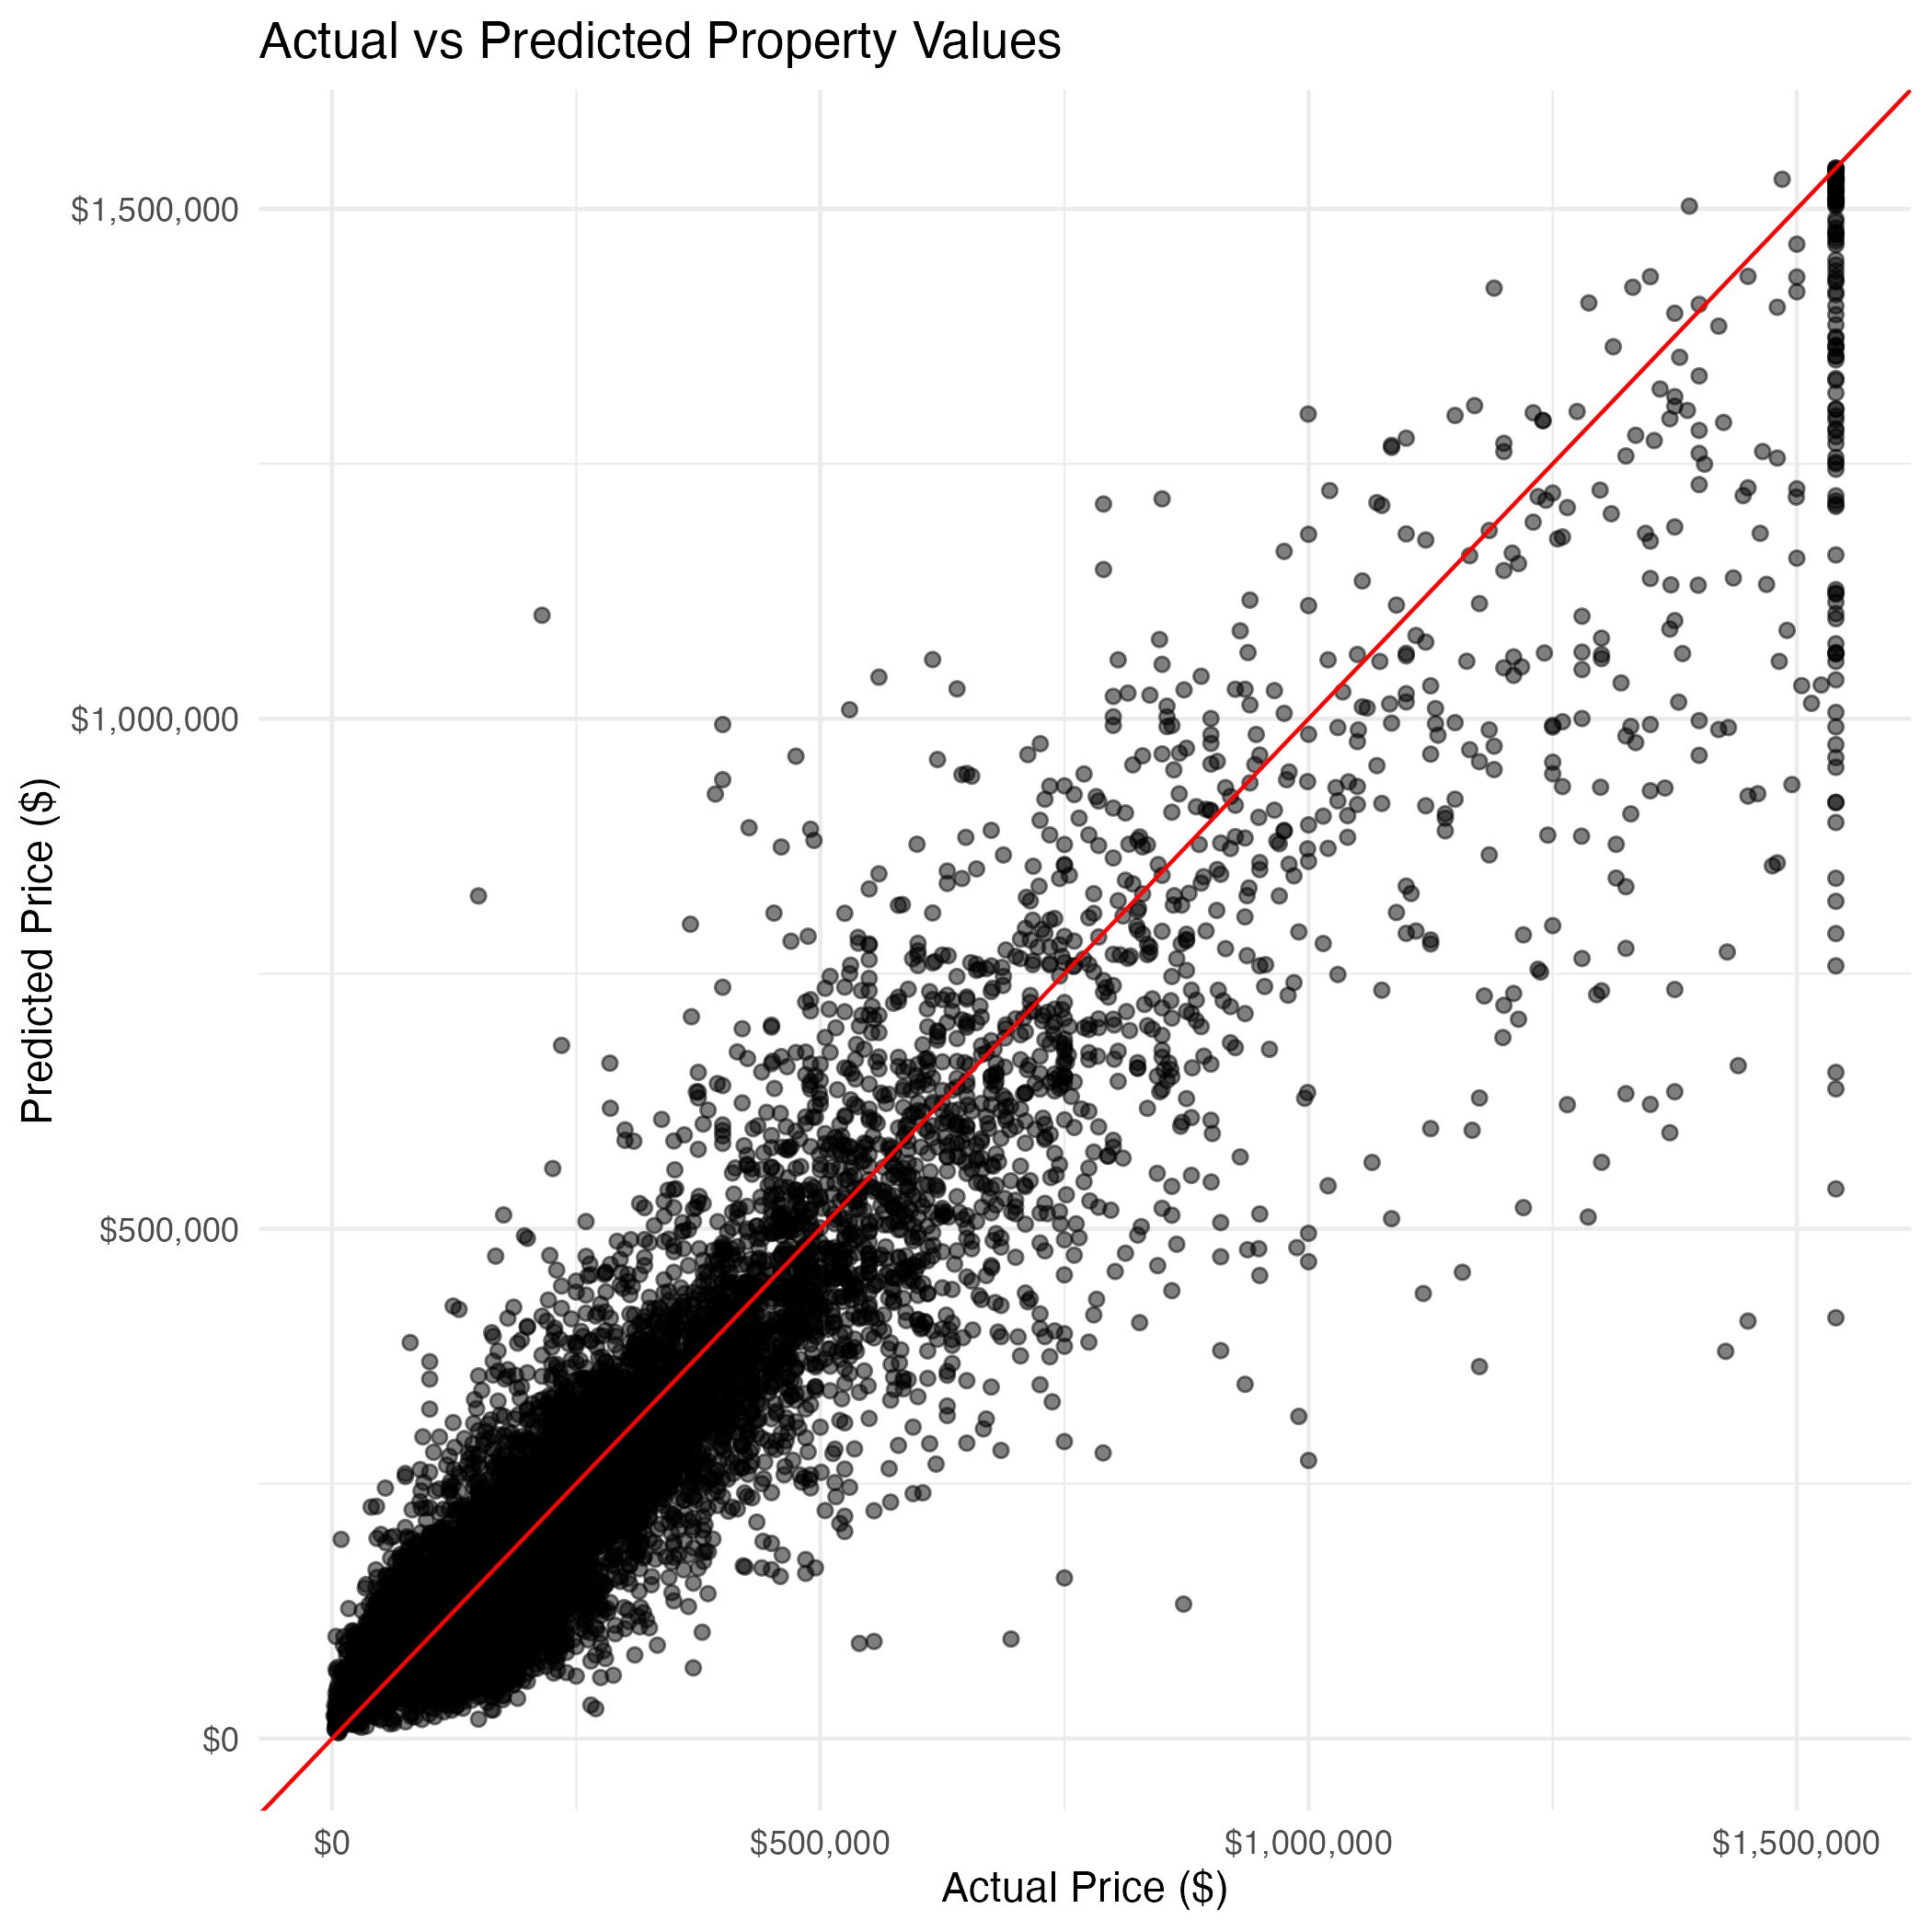 Actual vs Predicted Property Values
$1,500,000
$1,000,000
$500,000
$0
Predicted Price ($)
$0
$500,000
$1,000,000
$1,500,000
Actual Price ($)